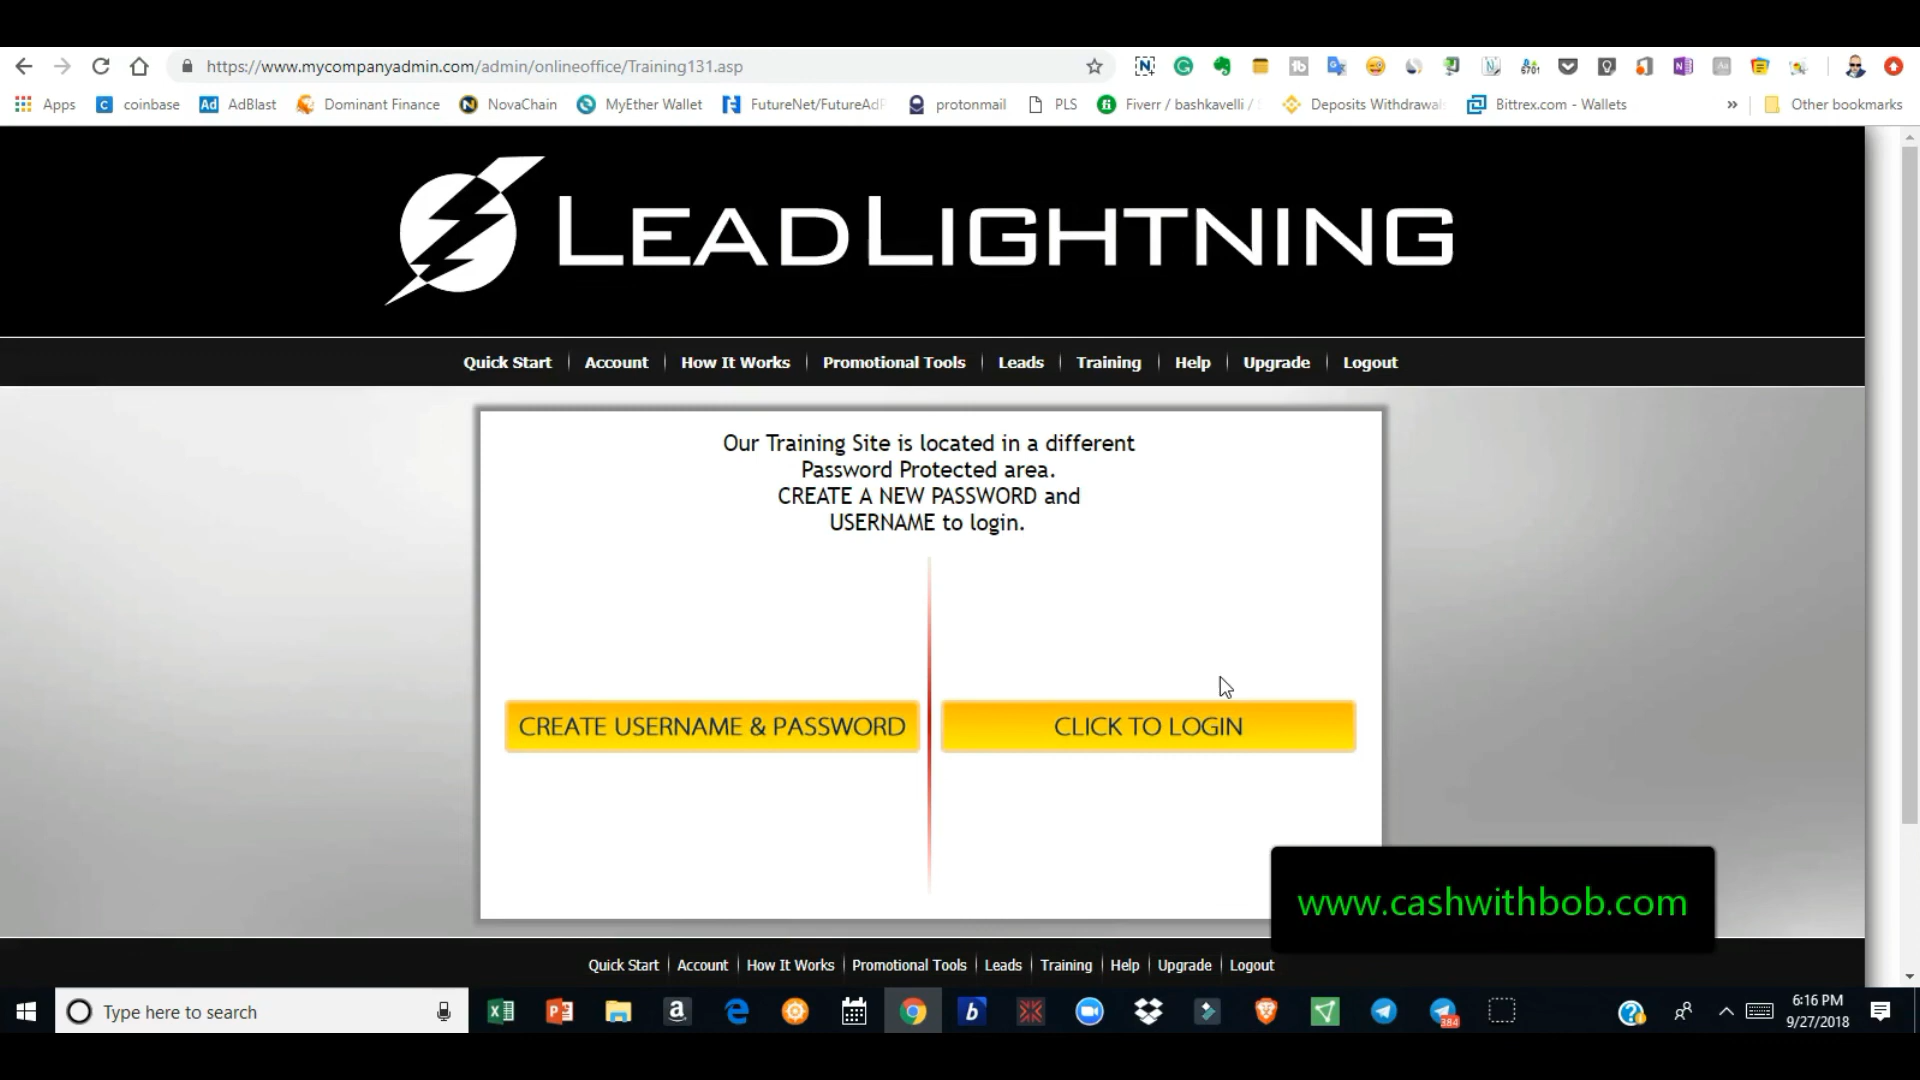 https://www.mycompanyadmin.com/admin/onlineoffice/Training131.asp
Apps coinbase AdBlast Dominant Finance NovaChain MyEther Wallet FutureNet/FutureAdP protonmail PLS Fiverr / bashkavelli / Deposits Withdrawal Bittrex.com - Wallets » Other bookmarks
LEADLIGHTNING
Quick Start Account How It Works Promotional Tools Leads Training Help Upgrade Logout
Our Training Site is located in a different
Password Protected area.
CREATE A NEW PASSWORD and
USERNAME to login.
CREATE USERNAME & PASSWORD
CLICK TO LOGIN
www.cashwithbob.com
Quick Start Account How It Works Promotional Tools Leads Training Help Upgrade Logout
Type here to search
384
6:16 PM
9/27/2018